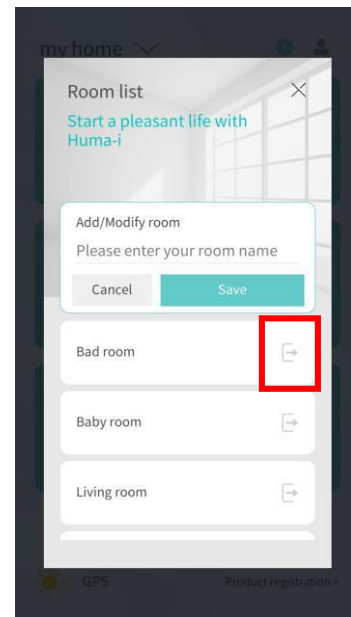 my home
Room list
Start a pleasant life with
Huma-i
Add/Modify room
Please enter your room name
Cancel
Save
Bad room
Baby room
Living room
GPS
Product registration >